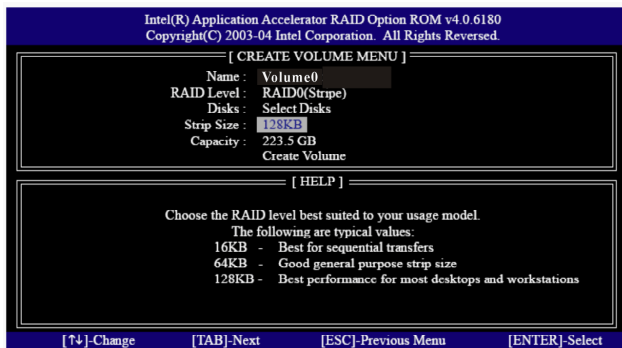 Intel(R) Application Accelerator RAID Option ROM v4.0.6180
Copyright(C) 2003-04 Intel Corporation. All Rights Reversed.
[ CREATE VOLUME MENU ]
Name : Volume0
RAID Level : RAID0(Stripe)
Disks : Select Disks
Strip Size : 128KB
Capacity : 223.5 GB
Create Volume
[ HELP ]
Choose the RAID level best suited to your usage model.
The following are typical values:
16KB - Best for sequential transfers
64KB - Good general purpose strip size
128KB - Best performance for most desktops and workstations
[↑↓]-Change [TAB]-Next [ESC]-Previous Menu [ENTER]-Select